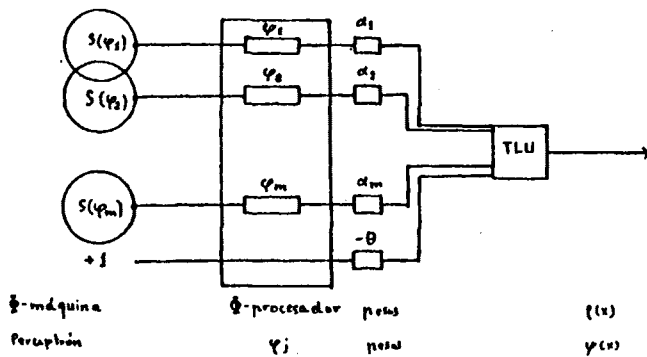 S(φ1) φ1 α1
S(φ2) φ2 α2
TLU
S(φm) φm αm
+1 -θ
Φ-máquina Φ-procesador pesos f(x)
Perceptrón φj pesos ψ(x)